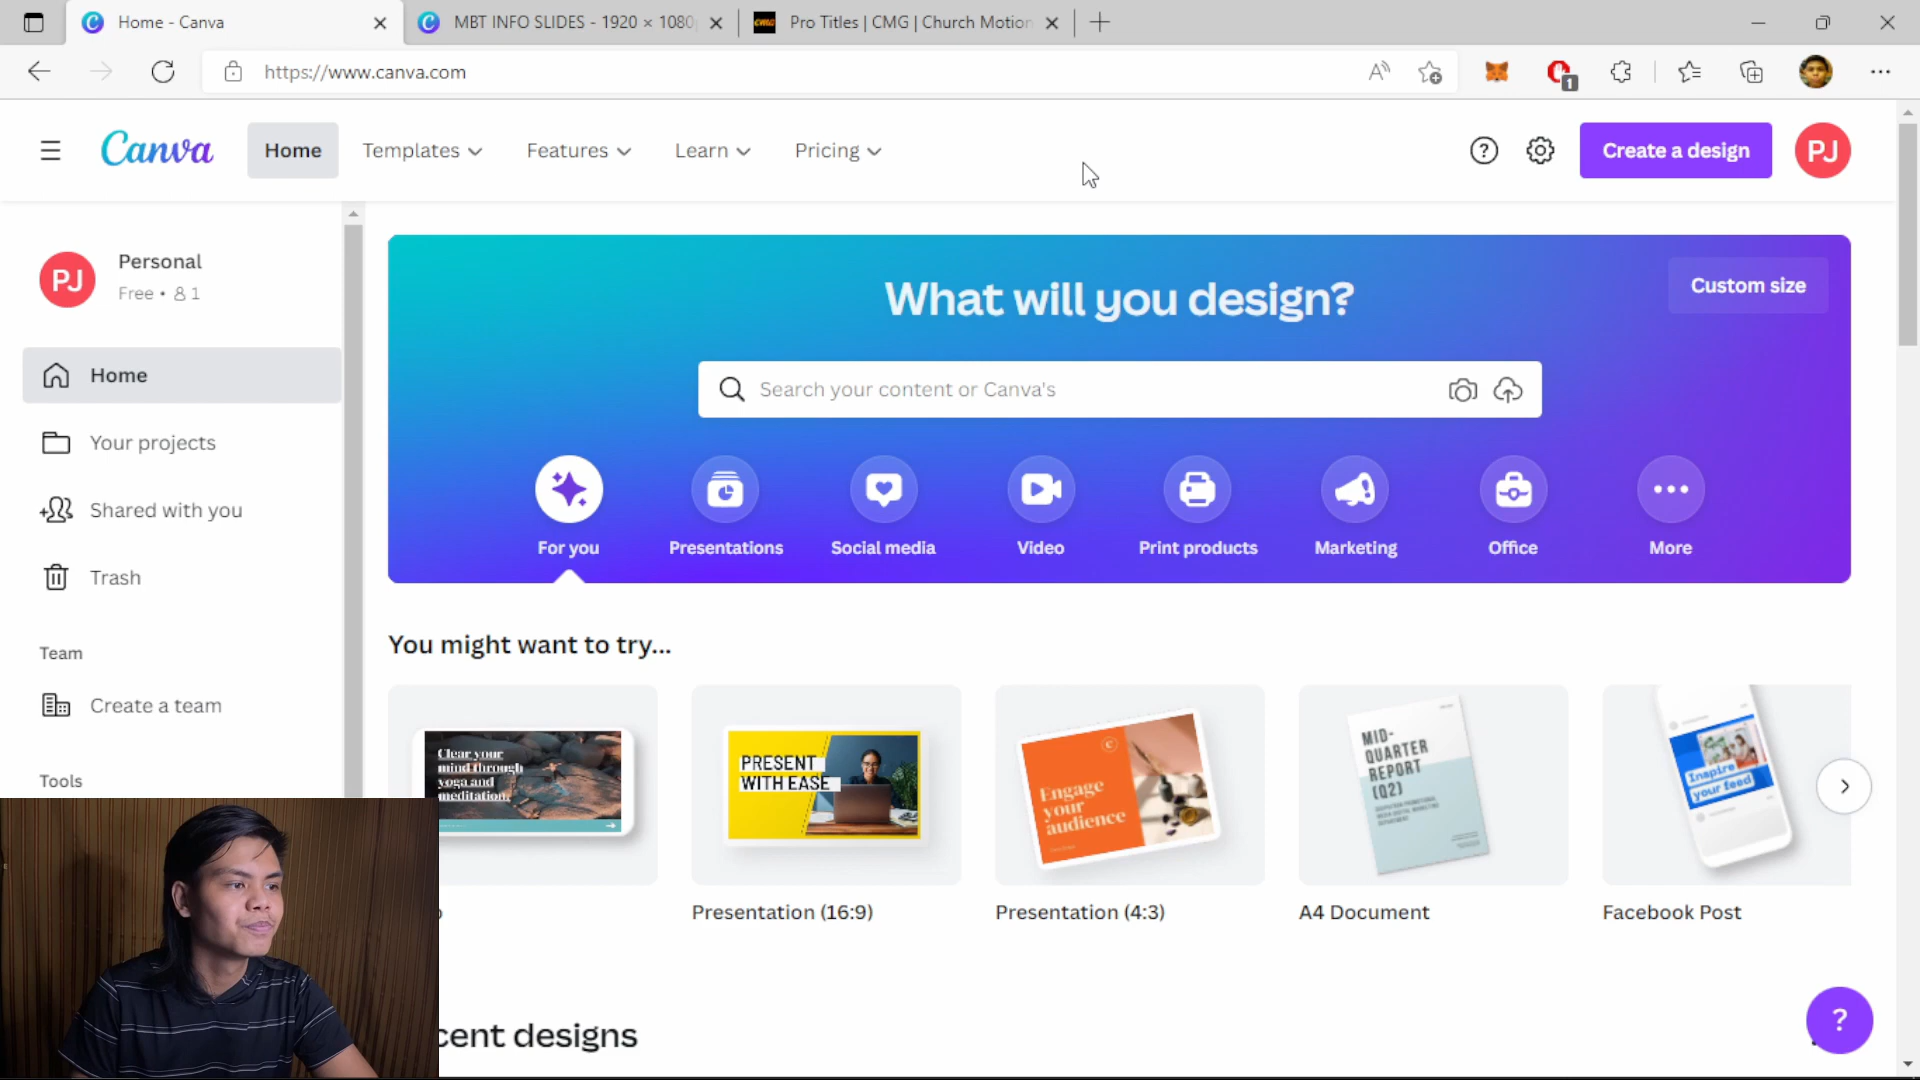 Home - Canva
MBT INFO SLIDES - 1920 × 1080
Pro Titles | CMG | Church Motion
https://www.canva.com
1
Canva
Home
Templates
Features
Learn
Pricing
Create a design
PJ
PJ
Personal
Free • 1
Home
Your projects
Shared with you
Trash
Team
Create a team
Tools
What will you design?
Custom size
Search your content or Canva's
For you
Presentations
Social media
Video
Print products
Marketing
Office
More
You might want to try...
Clear your
mind through
yoga and
meditation.
PRESENT
WITH EASE
Engage
your
audience
MID-
QUARTER
REPORT
(Q2)
Inspire
your feed
Presentation (16:9)
Presentation (4:3)
A4 Document
Facebook Post
cent designs
?